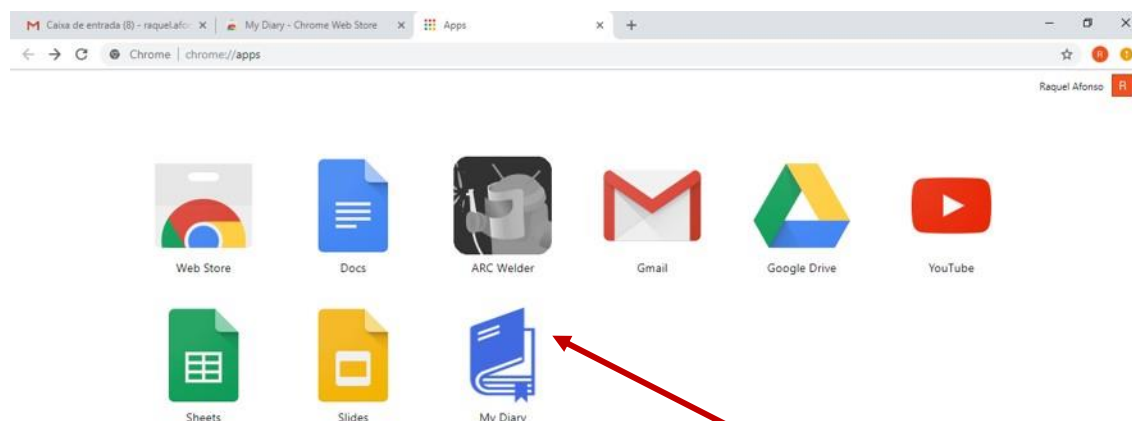 Caixa de entrada (8) - raquel.afo
My Diary - Chrome Web Store
Apps
Chrome | chrome://apps
Raquel Afonso
R
R
Web Store
Docs
ARC Welder
Gmail
Google Drive
YouTube
Sheets
Slides
My Diary